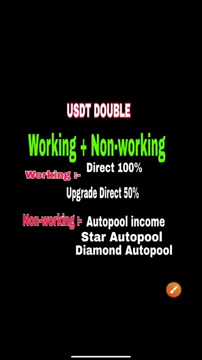 USDT DOUBLE
Working + Non-working
Working :- Direct 100%
Upgrade Direct 50%
Non-working :- Autopool income
Star Autopool
Diamond Autopool